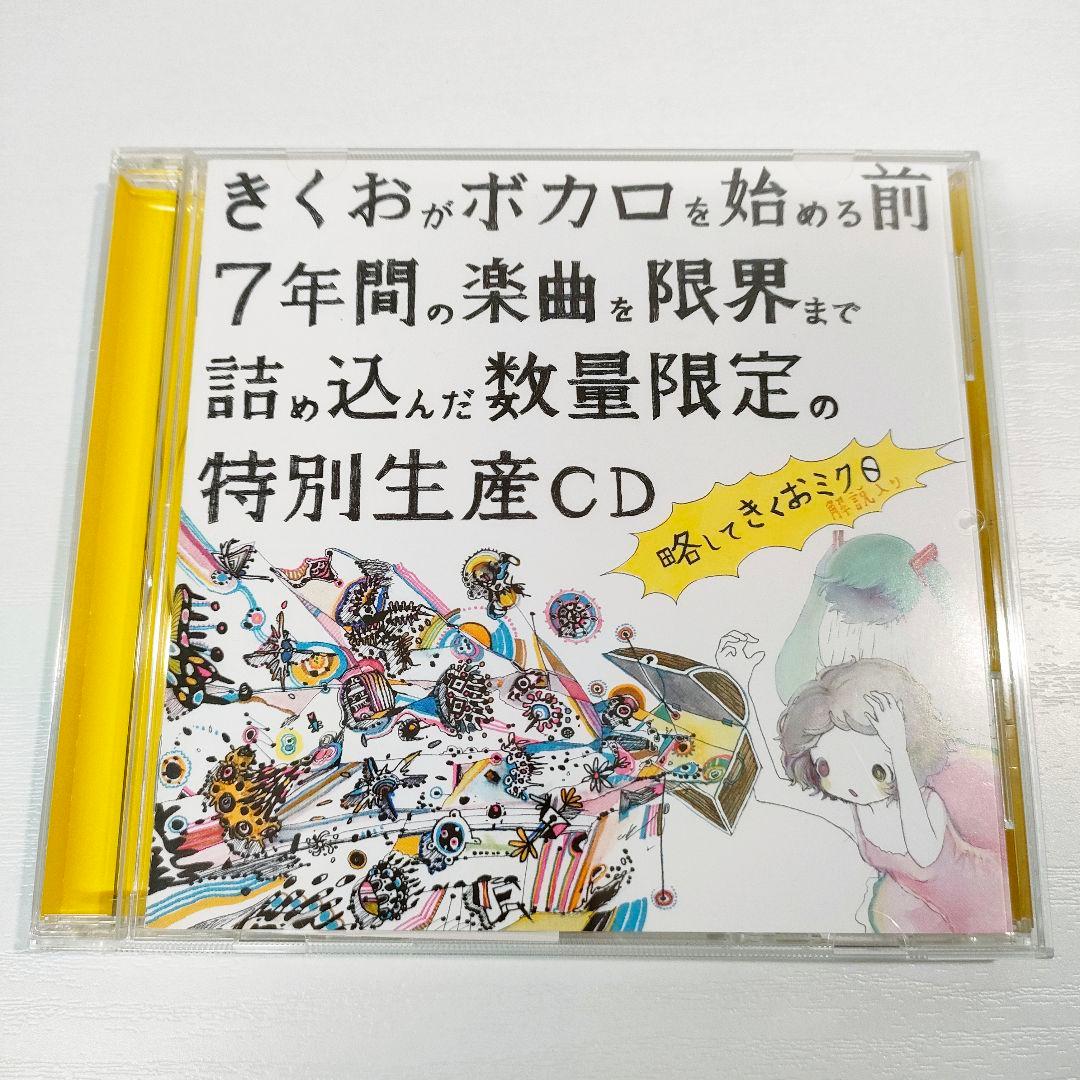 きくおがボカロを始める前
7年間の楽曲を限界まで
詰め込んだ数量限定の
特別生産CD
略してきくおミク0
解説入り